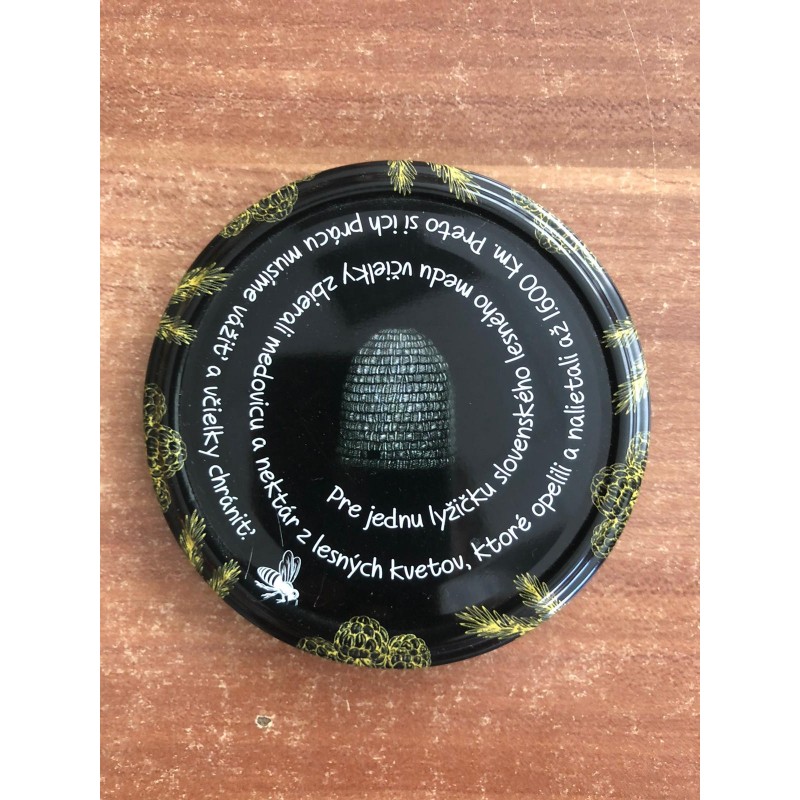 Pre jednu lyžičku slovenského lesného medu včielky zbierali medovicu a nektár z lesných kvetov, ktoré opelili a nalietali až 1500 km. Preto si ich prácu musíme vážiť a včielky chrániť.